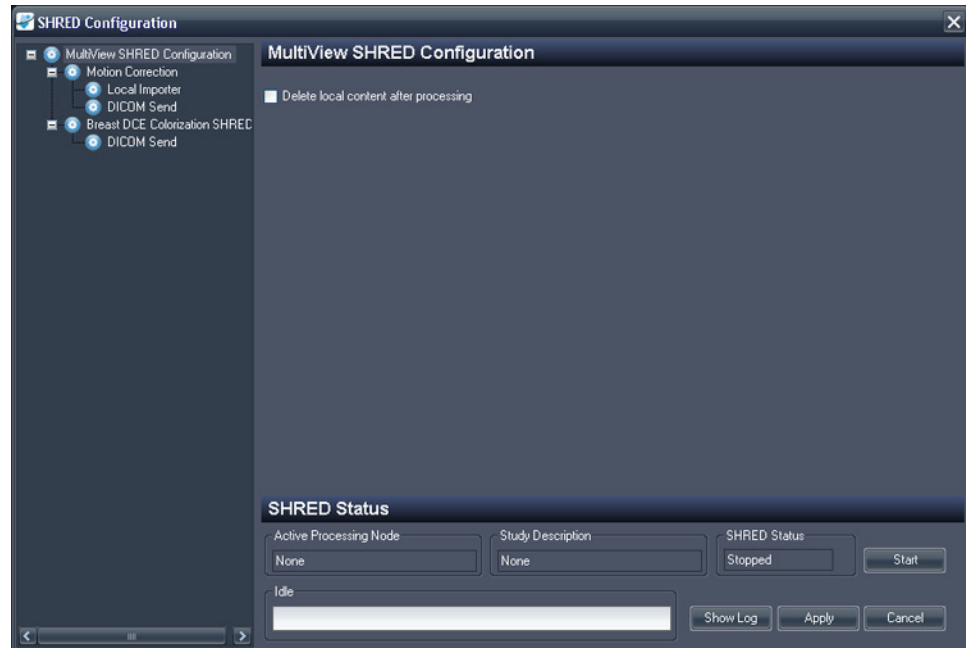 SHRED Configuration
MultiView SHRED Configuration
Motion Correction
Local Importer
DICOM Send
Breast DCE Colorization SHRED
DICOM Send
MultiView SHRED Configuration
Delete local content after processing
SHRED Status
Active Processing Node
None
Study Description
None
SHRED Status
Stopped
Start
Idle
Show Log
Apply
Cancel